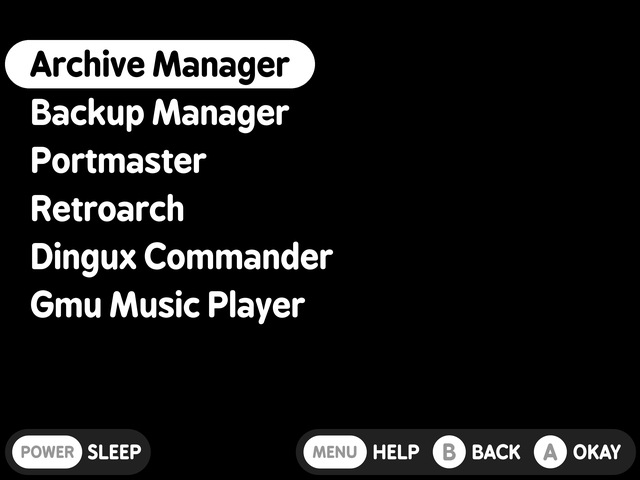 Archive Manager
Backup Manager
Portmaster
Retroarch
Dingux Commander
Gmu Music Player
POWER SLEEP MENU HELP B BACK A OKAY